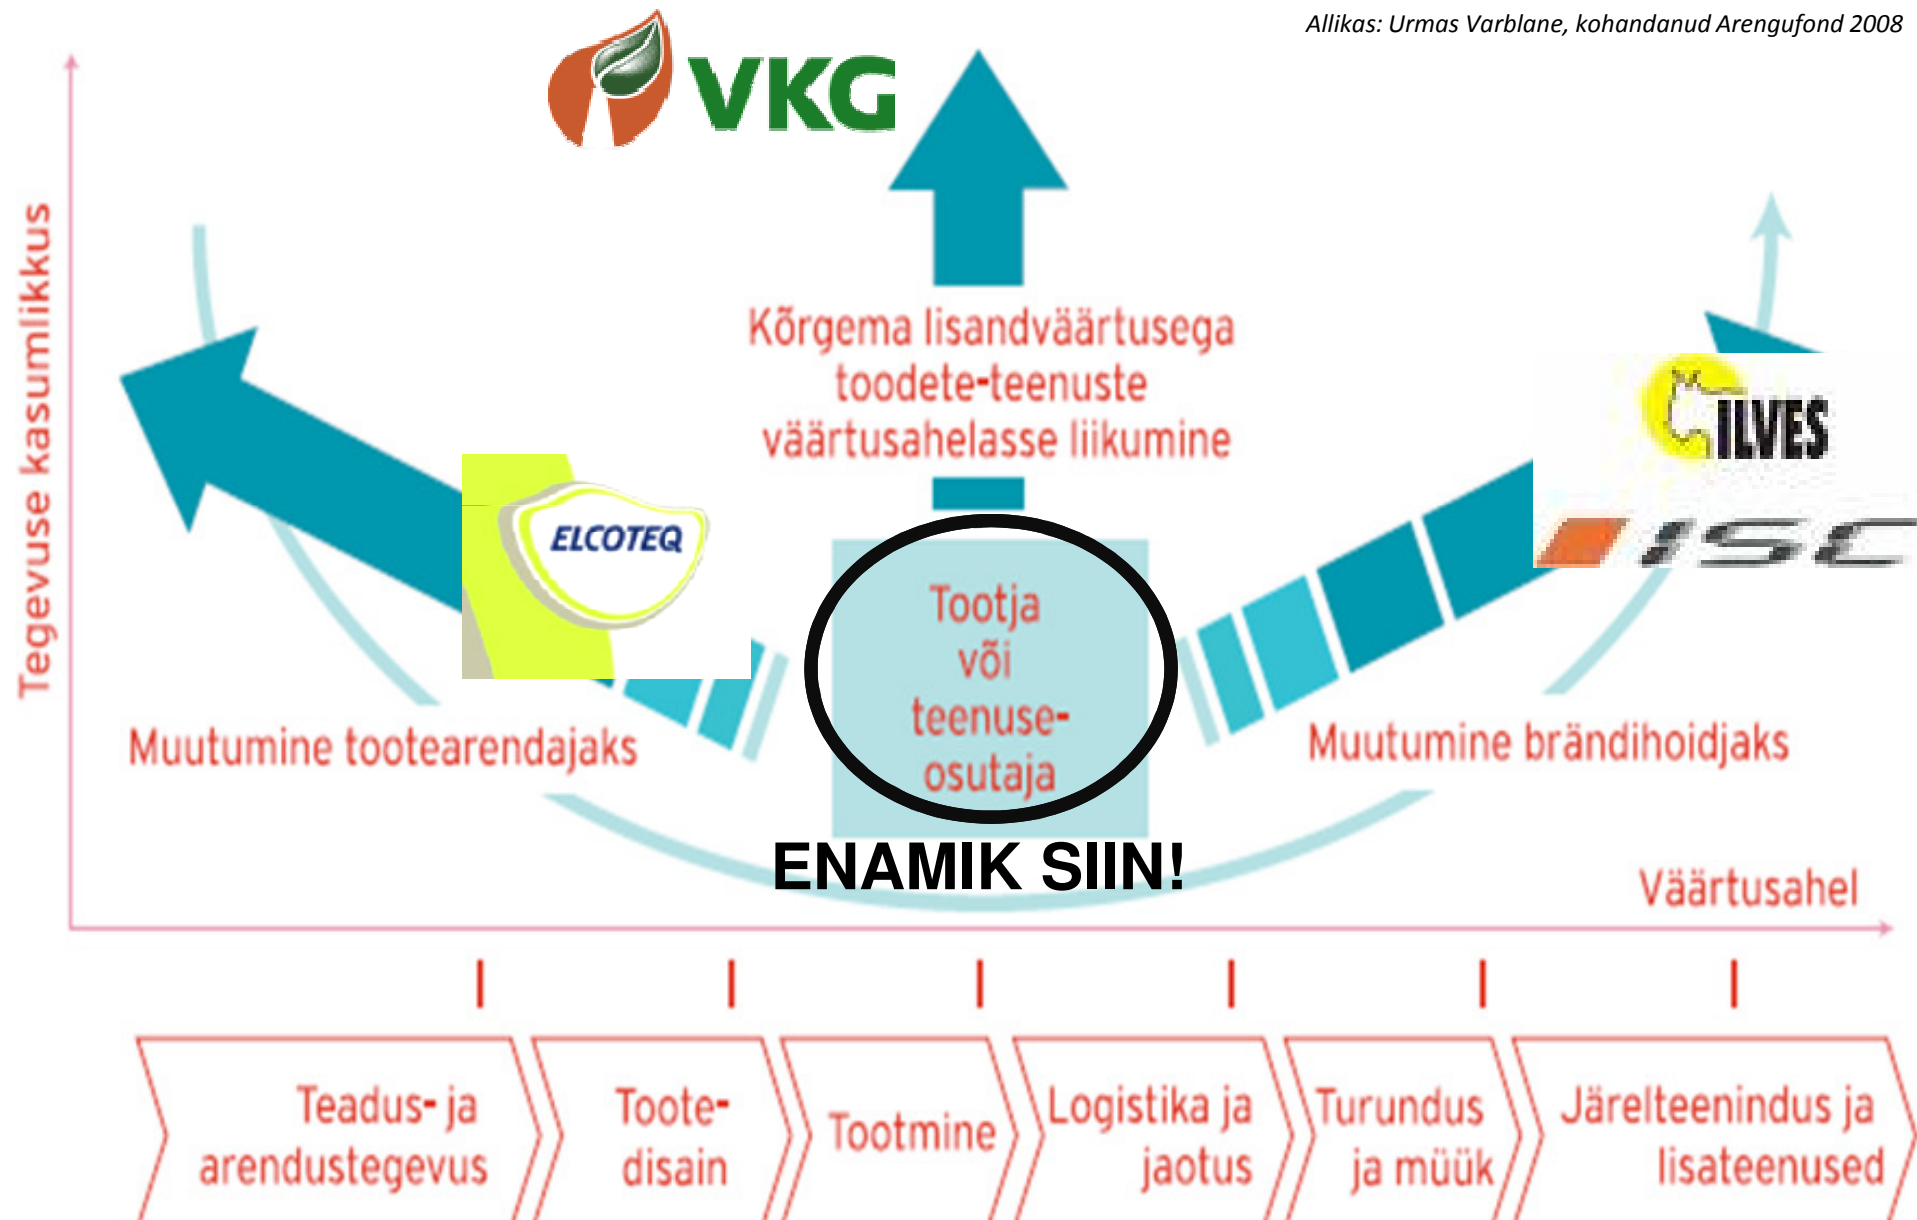 Allikas: Urmas Varblane, kohandanud Arengufond 2008
VKG
Tegevuse kasumlikkus
Kõrgema lisandväärtusega
toodete-teenuste
väärtusahelasse liikumine
ILVES
ISC
ELCOTEQ
Tootja
või
teenuse-
osutaja
Muutumine tootearendajaks
Muutumine brändihoidjaks
ENAMIK SIIN!
Väärtusahel
Teadus- ja
arendustegevus
Toote-
disain
Tootmine
Logistika ja
jaotus
Turundus
ja müük
Järelteenindus ja
lisateenused